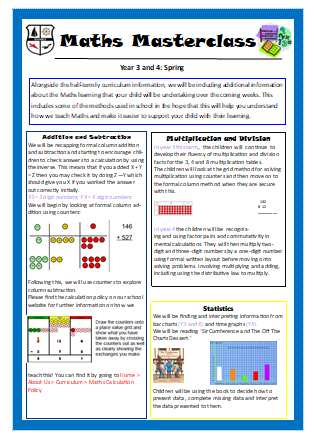 Maths Masterclass
Year 3 and 4: Spring
Alongside the half-termly curriculum information, we will be including additional information
about the Maths learning that your child will be undertaking over the coming weeks. This
includes some of the methods used in school in the hope that this will help you understand
how we teach Maths and make it easier to support your child with their learning.
Addition and Subtraction
We will be recapping formal column addition
and subtraction and starting to encourage chil-
dren to check answers to a calculation by using
the inverse. This means that if you added X + Y
= Z then you may check it by doing Z — Y which
should give you X if you worked the answer
out correctly initially.
Y3= 3 digit numbers, Y4= 4 digit numbers.
We will begin by looking at formal column ad-
dition using counters:
146
+ 527
Following this, we will use counters to explore
column subtraction.
Please find the calculation policy on our school
website for further information on how we
Draw the counters onto
a place value grid and
show what you have
taken away by crossing
the counters out as well
as clearly showing the
exchanges you make.
teach this! You can find it by going to Home >
About Us > Curriculum > Maths Calculation
Policy
Multiplication and Division
In year 3 this term, the children will continue to
develop their fluency of multiplication and division
facts for the 3, 4 and 8 multiplication tables.
The children will look at the grid method for solving
multiplication using counters and then move on to
the formal column method when they are secure
with this.
In year 4 the children will be recognis-
ing and using factor pairs and commutativity in
mental calculations. They will then multiply two-
digit and three-digit numbers by a one-digit number
using formal written layout before moving onto
solving problems, involving multiplying and adding,
including using the distributive law to multiply.
Statistics
We will be finding and interpreting information from
bar charts (Y3 and 4) and time graphs (Y4).
We will be reading 'Sir Cumference and The Off The
Charts Dessert.'
Children will be using the book to decide how to
present data, complete missing data and interpret
the data presented to them.